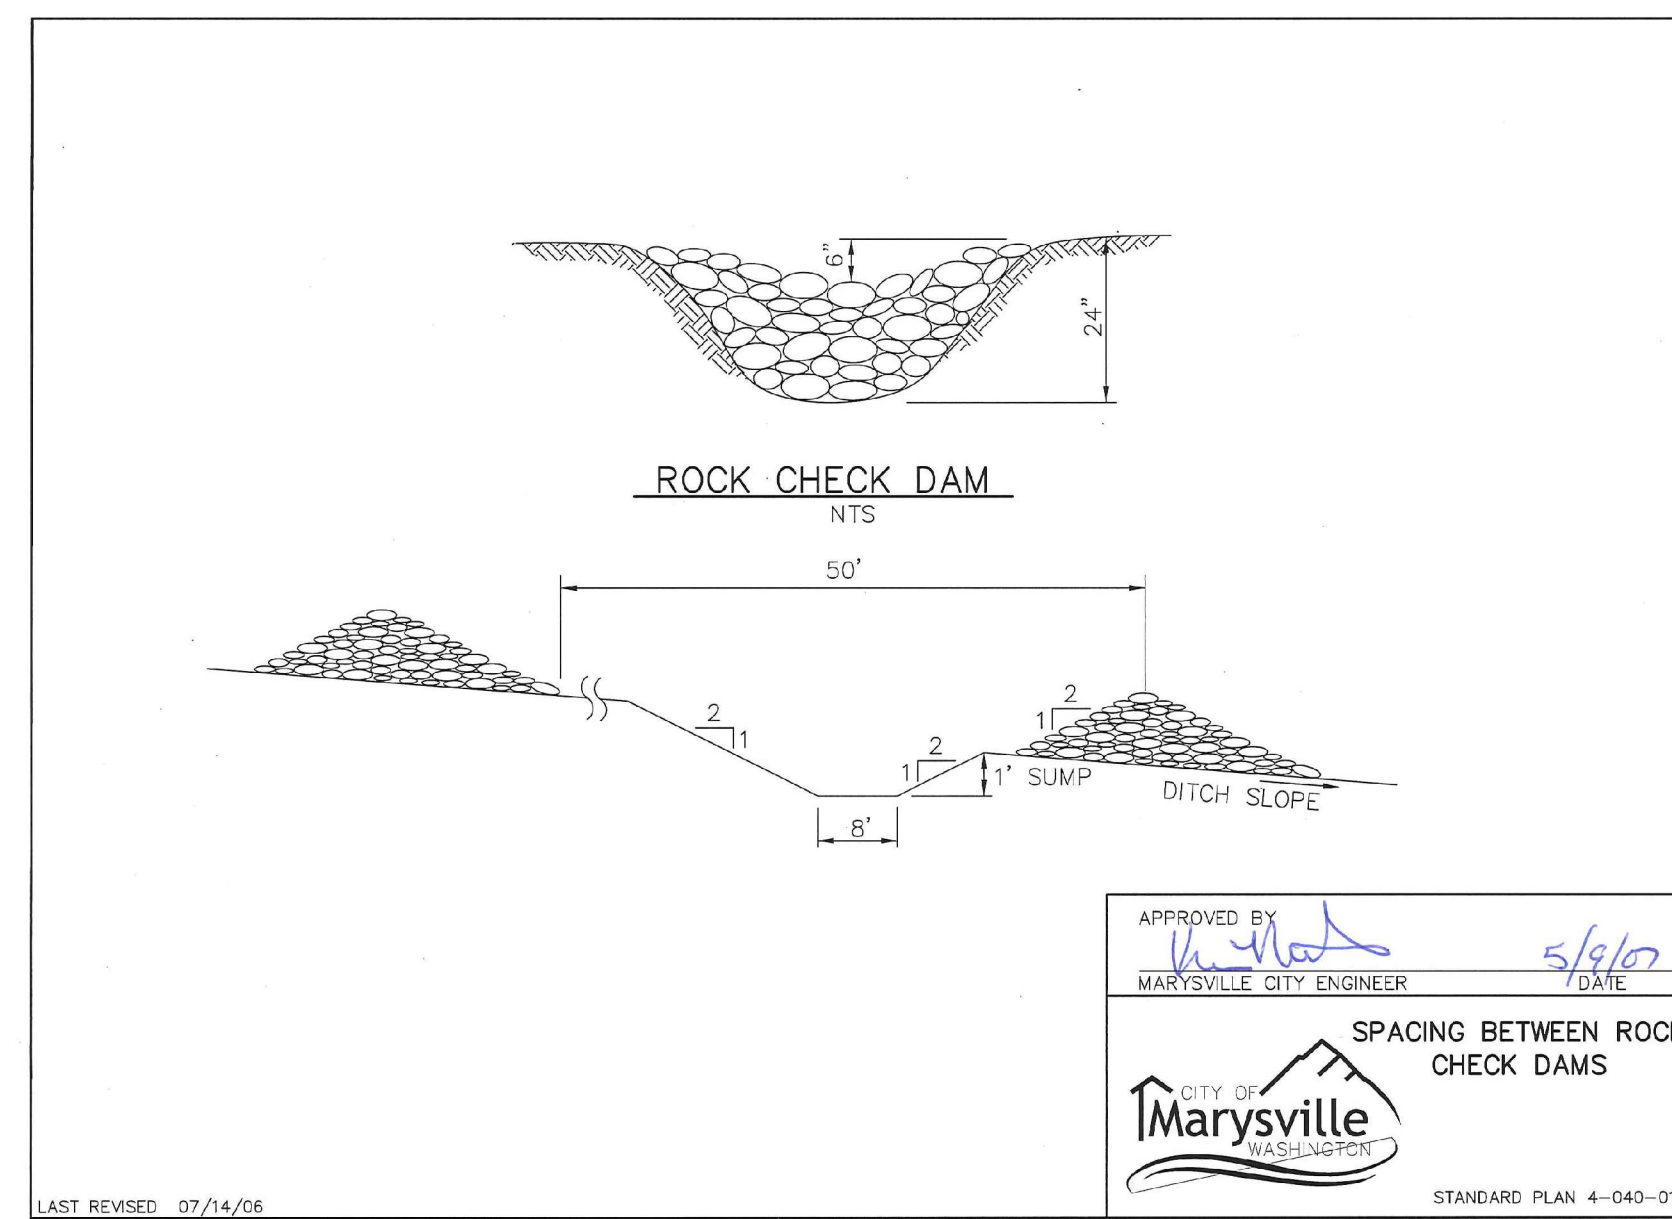 6"
24"
ROCK CHECK DAM
NTS
50'
2
1
2
1
2
1
1' SUMP
DITCH SLOPE
8'
APPROVED BY
5/9/07
MARYSVILLE CITY ENGINEER
DATE
SPACING BETWEEN ROCK
CHECK DAMS
CITY OF
Marysville
WASHINGTON
STANDARD PLAN 4-040-01
LAST REVISED 07/14/06